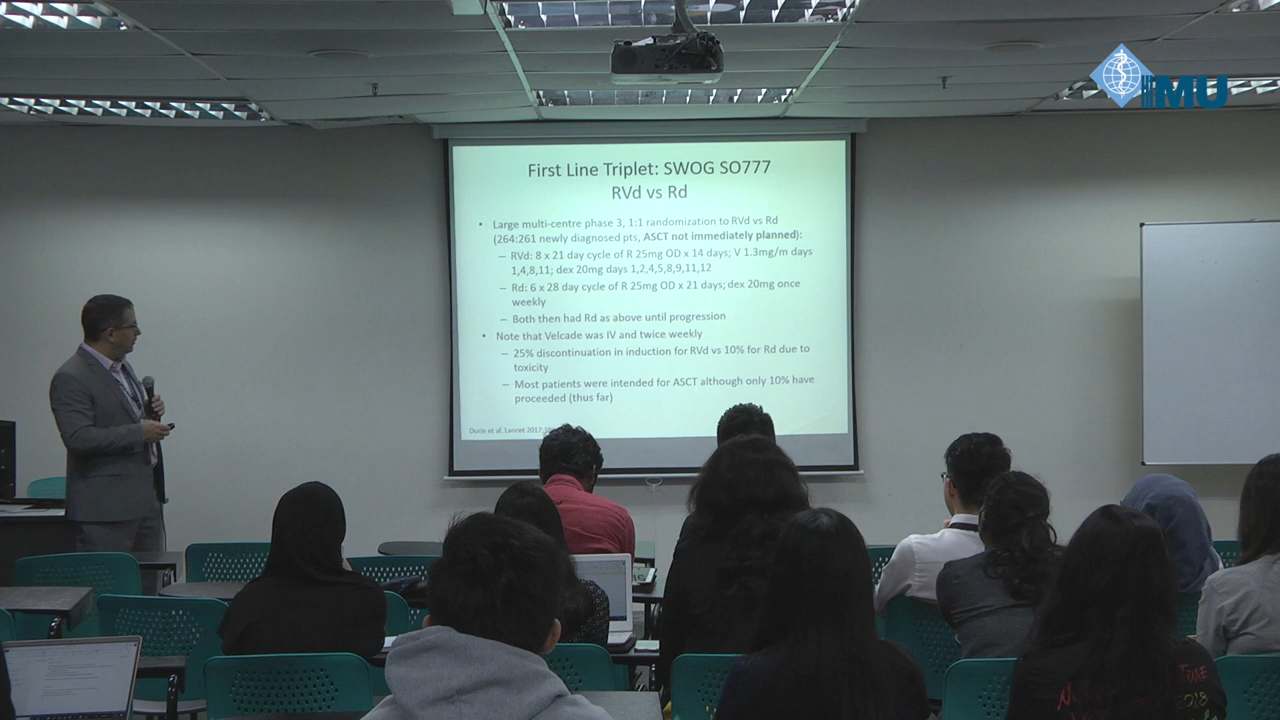 IMU
First Line Triplet: SWOG SO777
RVd vs Rd
• Large multi-centre phase 3, 1:1 randomization to RVd vs Rd
(264:261 newly diagnosed pts, ASCT not immediately planned):
– RVd: 8 x 21 day cycle of R 25mg OD x 14 days; V 1.3mg/m days
1,4,8,11; dex 20mg days 1,2,4,5,8,9,11,12
– Rd: 6 x 28 day cycle of R 25mg OD x 21 days; dex 20mg once
weekly
– Both then had Rd as above until progression
• Note that Velcade was IV and twice weekly
– 25% discontinuation in induction for RVd vs 10% for Rd due to
toxicity
– Most patients were intended for ASCT although only 10% have
proceeded (thus far)
Durie et al. Lancet 2017;